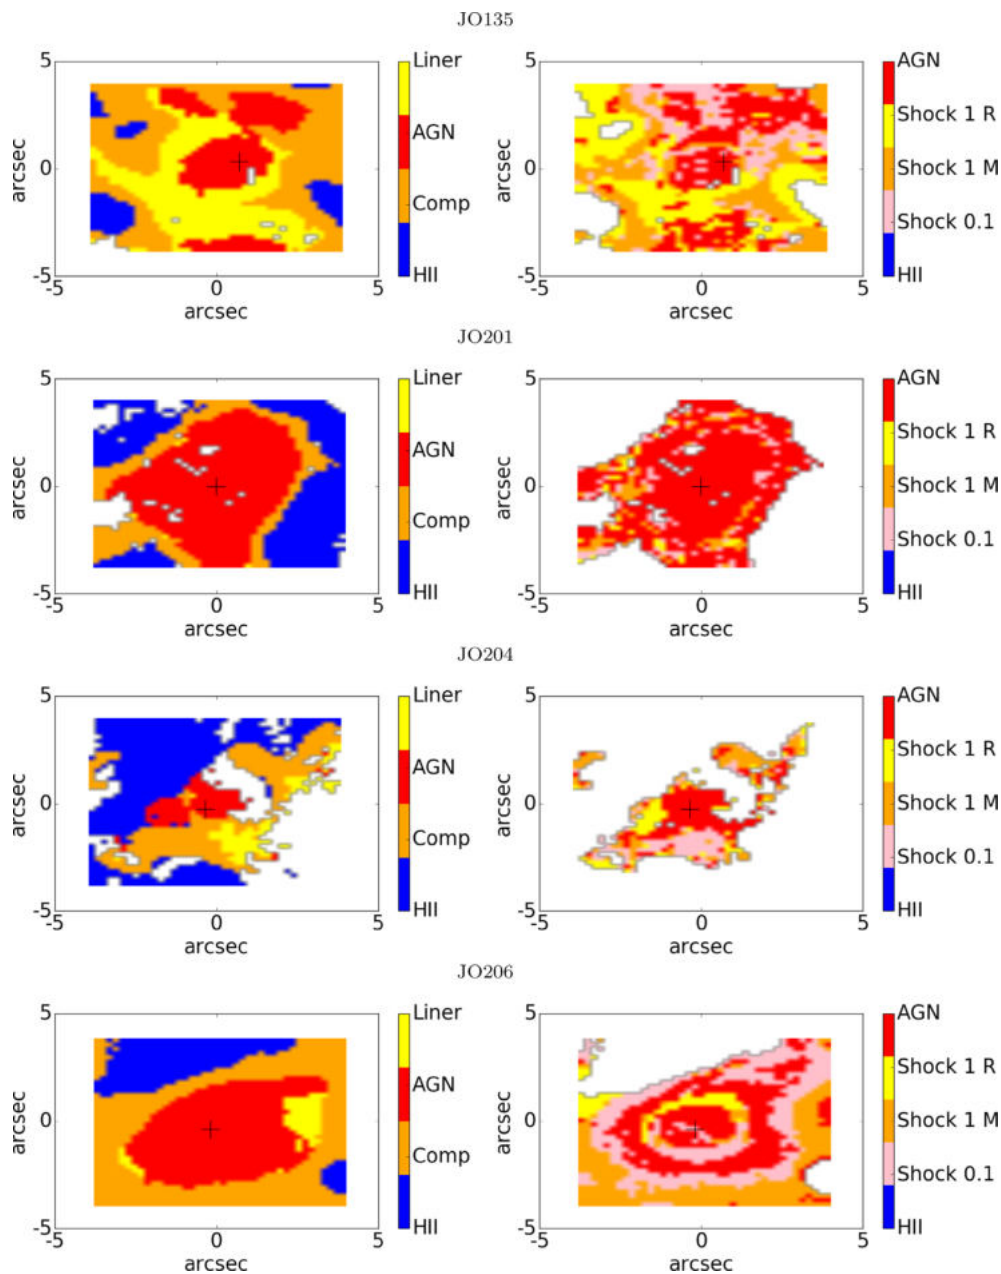 JO135
5
0
-5
-5
0
5
arcsec
arcsec
Liner
AGN
Comp
HII
5
0
-5
-5
0
5
arcsec
arcsec
AGN
Shock 1 R
Shock 1 M
Shock 0.1
HII
JO201
5
0
-5
-5
0
5
arcsec
arcsec
Liner
AGN
Comp
HII
5
0
-5
-5
0
5
arcsec
arcsec
AGN
Shock 1 R
Shock 1 M
Shock 0.1
HII
JO204
5
0
-5
-5
0
5
arcsec
arcsec
Liner
AGN
Comp
HII
5
0
-5
-5
0
5
arcsec
arcsec
AGN
Shock 1 R
Shock 1 M
Shock 0.1
HII
JO206
5
0
-5
-5
0
5
arcsec
arcsec
Liner
AGN
Comp
HII
5
0
-5
-5
0
5
arcsec
arcsec
AGN
Shock 1 R
Shock 1 M
Shock 0.1
HII